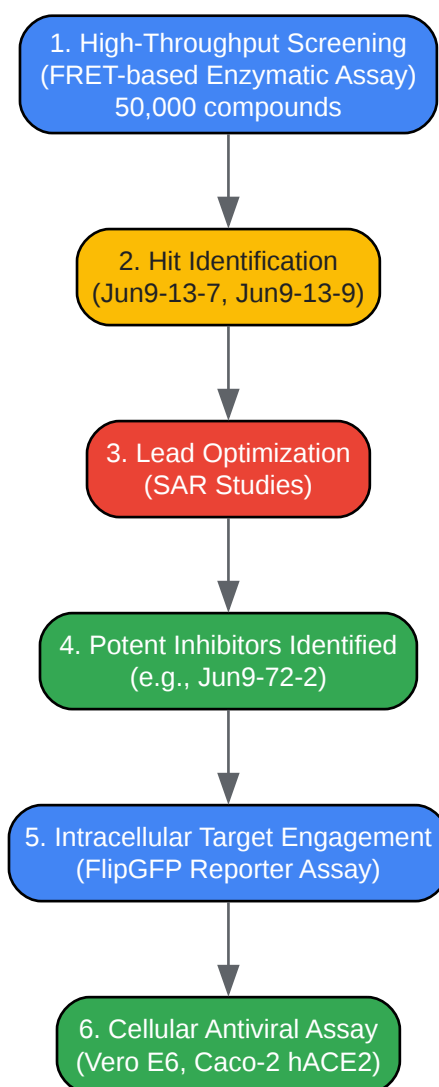 1. High-Throughput Screening
(FRET-based Enzymatic Assay)
50,000 compounds
2. Hit Identification
(Jun9-13-7, Jun9-13-9)
3. Lead Optimization
(SAR Studies)
4. Potent Inhibitors Identified
(e.g., Jun9-72-2)
5. Intracellular Target Engagement
(FlipGFP Reporter Assay)
6. Cellular Antiviral Assay
(Vero E6, Caco-2 hACE2)